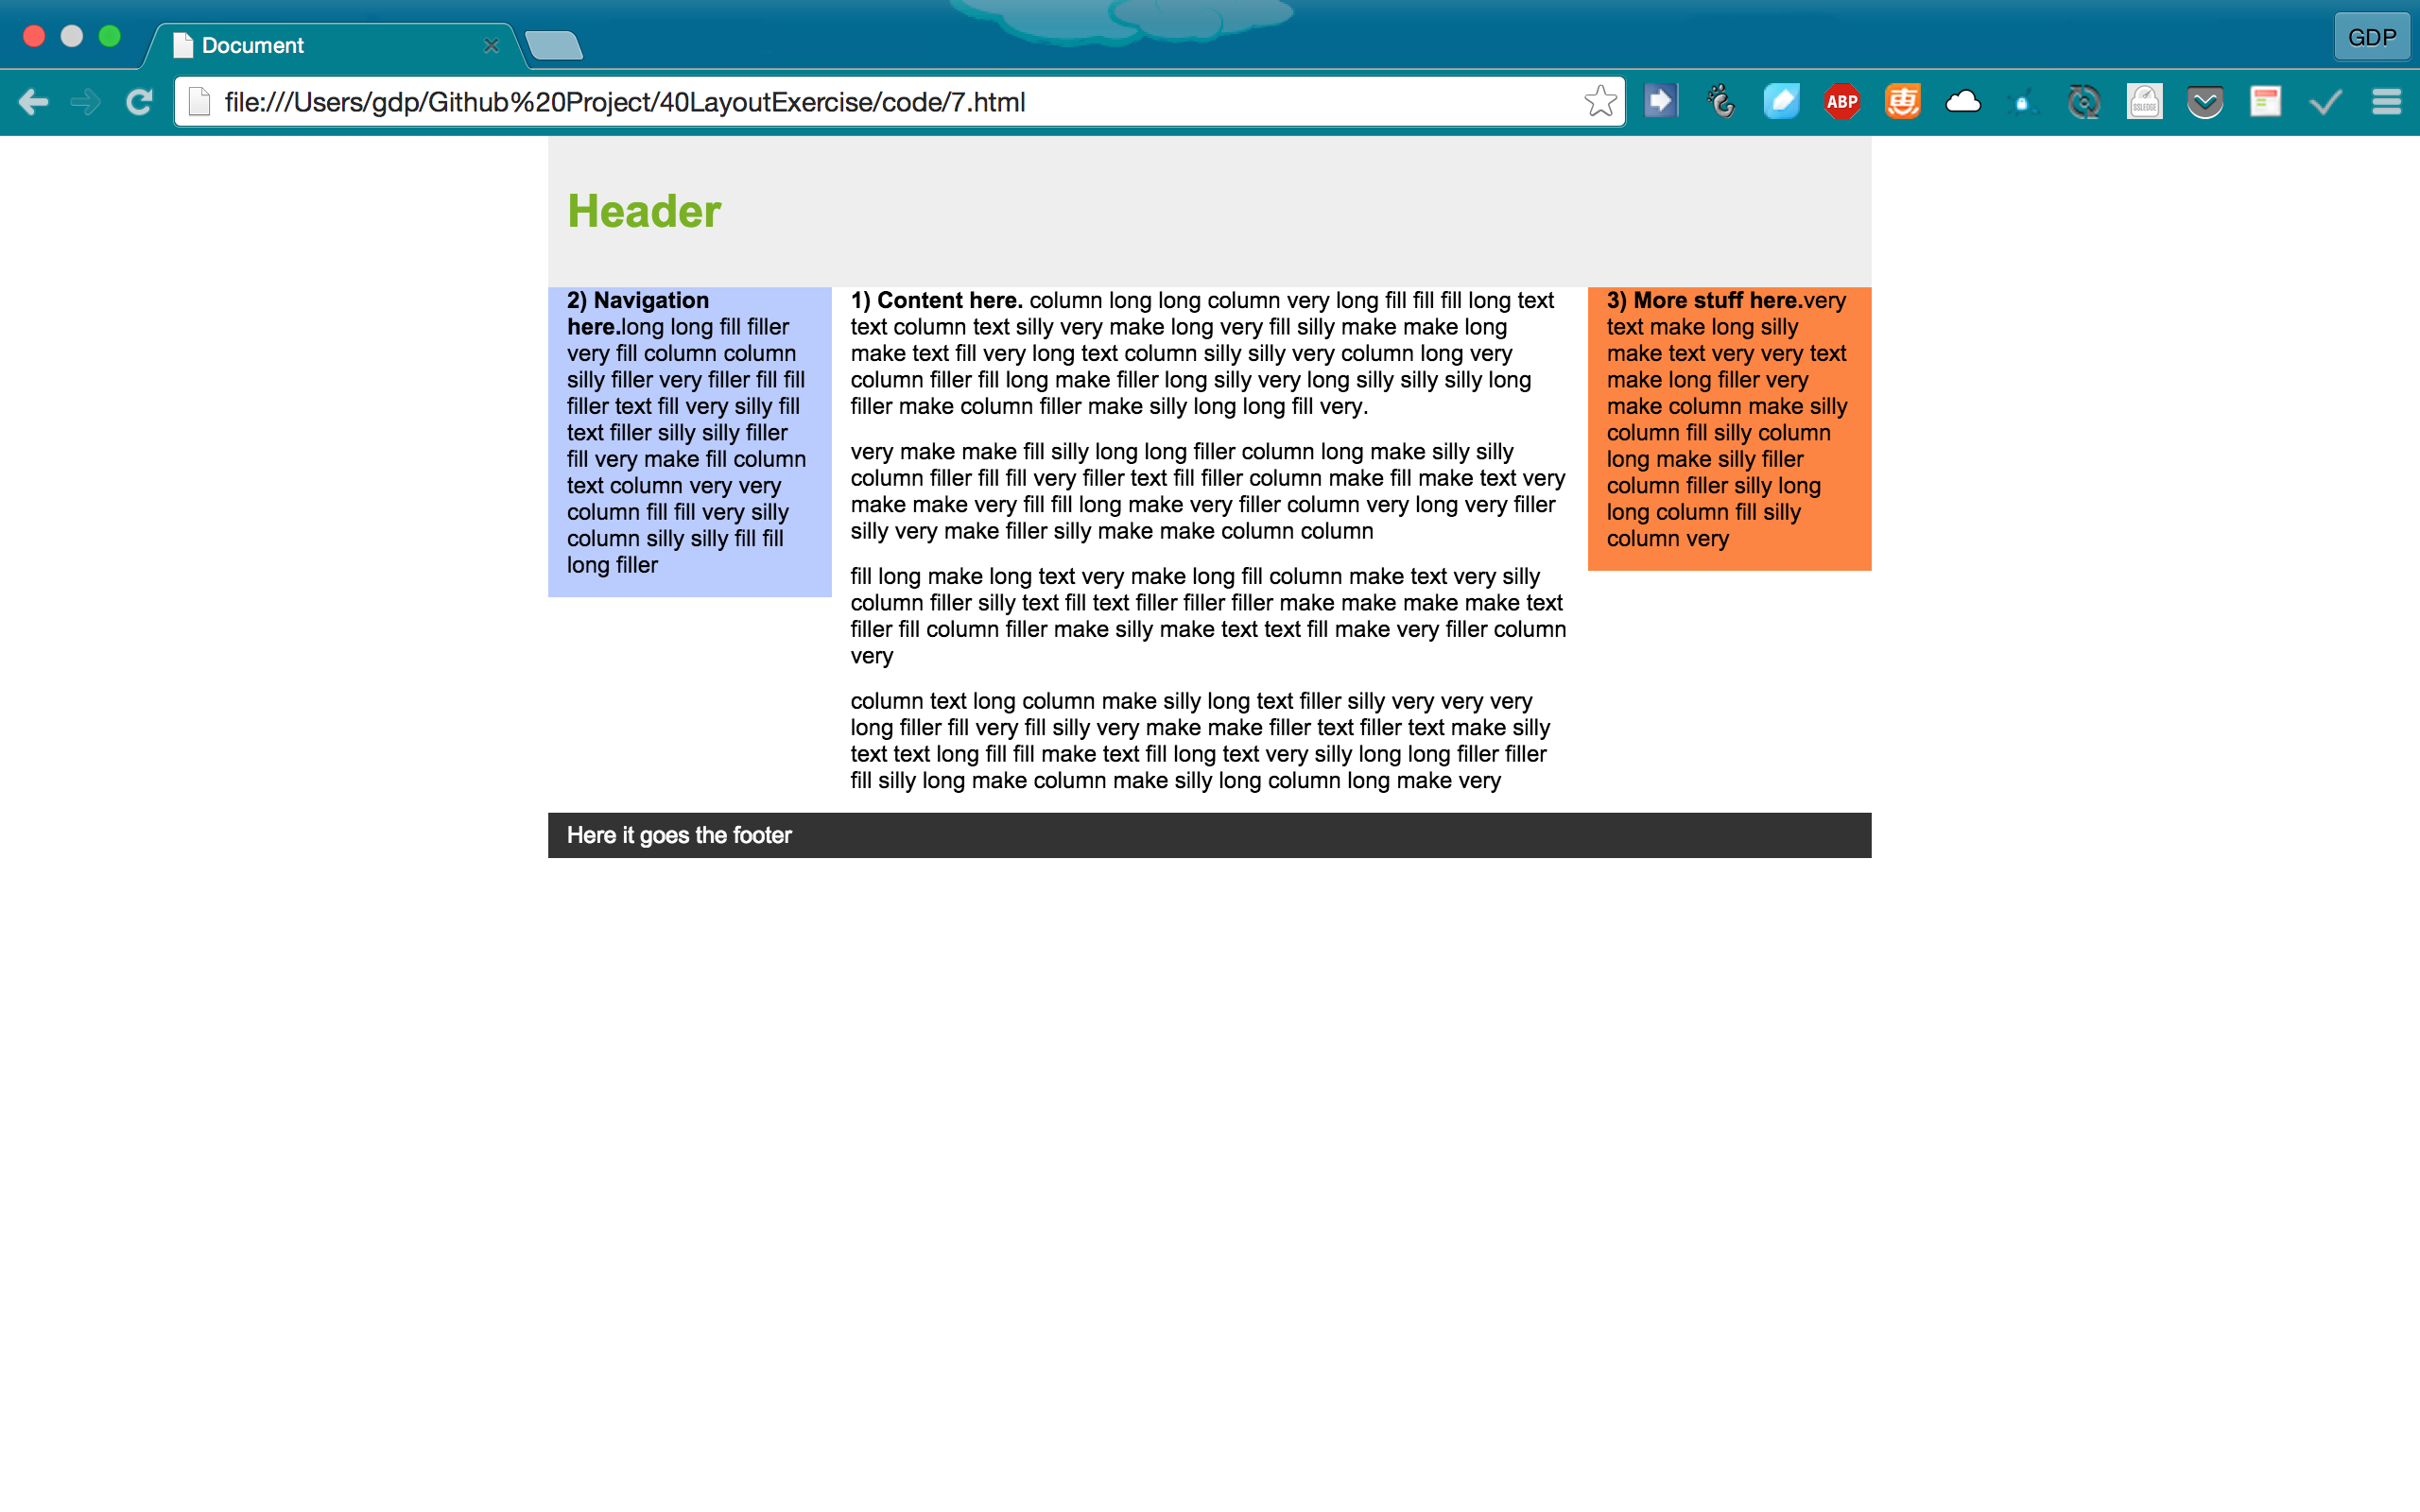 Document
GDP
file:///Users/gdp/Github%20Project/40LayoutExercise/code/7.html
ABP
惠
SSLEDGE
Header
2) Navigation
here.long long fill filler
very fill column column
silly filler very filler fill fill
filler text fill very silly fill
text filler silly silly filler
fill very make fill column
text column very very
column fill fill very silly
column silly silly fill fill
long filler
1) Content here. column long long column very long fill fill fill long text
text column text silly very make long very fill silly make make long
make text fill very long text column silly silly very column long very
column filler fill long make filler long silly very long silly silly silly long
filler make column filler make silly long long fill very.
very make make fill silly long long filler column long make silly silly
column filler fill fill very filler text fill filler column make fill make text very
make make very fill fill long make very filler column very long very filler
silly very make filler silly make make column column
fill long make long text very make long fill column make text very silly
column filler silly text fill text filler filler filler make make make make text
filler fill column filler make silly make text text fill make very filler column
very
column text long column make silly long text filler silly very very very
long filler fill very fill silly very make make filler text filler text make silly
text text long fill fill make text fill long text very silly long long filler filler
fill silly long make column make silly long column long make very
3) More stuff here.very
text make long silly
make text very very text
make long filler very
make column make silly
column fill silly column
long make silly filler
column filler silly long
long column fill silly
column very
Here it goes the footer